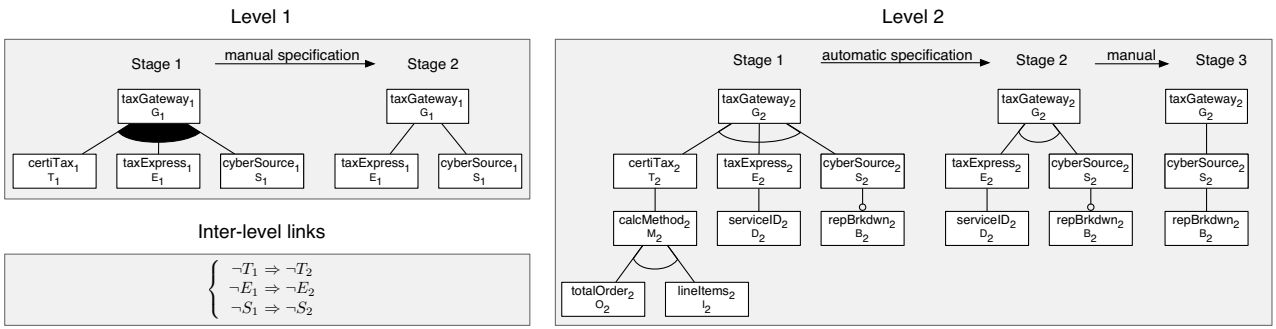 Level 1
Stage 1 manual specification Stage 2
taxGateway₁ taxGateway₁
G₁ G₁
certiTax₁ taxExpress₁ cyberSource₁ taxExpress₁ cyberSource₁
T₁ E₁ S₁ E₁ S₁
Inter-level links
¬T₁ ⇒ ¬T₂
¬E₁ ⇒ ¬E₂
¬S₁ ⇒ ¬S₂
Level 2
Stage 1 automatic specification Stage 2 manual Stage 3
taxGateway₂ taxGateway₂ taxGateway₂
G₂ G₂ G₂
certiTax₂ taxExpress₂ cyberSource₂ taxExpress₂ cyberSource₂ cyberSource₂
T₂ E₂ S₂ E₂ S₂ S₂
calcMethod₂ serviceID₂ repBrkdwn₂ serviceID₂ repBrkdwn₂ repBrkdwn₂
M₂ D₂ B₂ D₂ B₂ B₂
totalOrder₂ lineItems₂
O₂ I₂